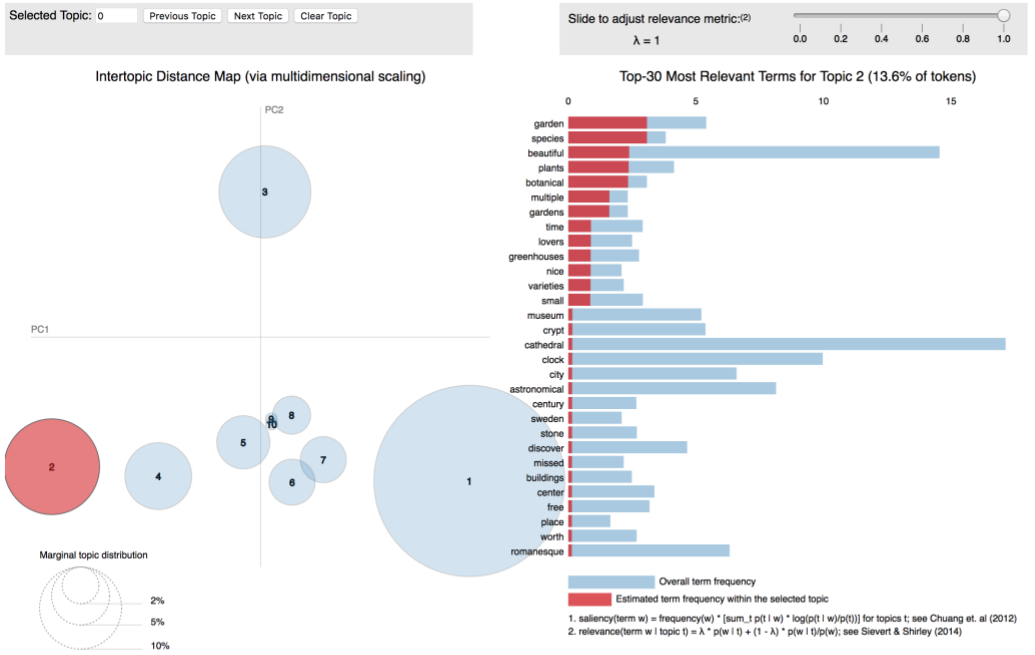 Selected Topic: 0 Previous Topic Next Topic Clear Topic
Slide to adjust relevance metric:(2)
λ = 1
0.0 0.2 0.4 0.6 0.8 1.0
Intertopic Distance Map (via multidimensional scaling)
PC2
3
PC1
8
9
10
5
7
2
4
6
1
Marginal topic distribution
2%
5%
10%
Top-30 Most Relevant Terms for Topic 2 (13.6% of tokens)
0 5 10 15
garden
species
beautiful
plants
botanical
multiple
gardens
time
lovers
greenhouses
nice
varieties
small
museum
crypt
cathedral
clock
city
astronomical
century
sweden
stone
discover
missed
buildings
center
free
place
worth
romanesque
Overall term frequency
Estimated term frequency within the selected topic
1. saliency(term w) = frequency(w) * [sum_t p(t | w) * log(p(t | w)/p(t))] for topics t; see Chuang et. al (2012)
2. relevance(term w | topic t) = λ * p(w | t) + (1 - λ) * p(w | t)/p(w); see Sievert & Shirley (2014)